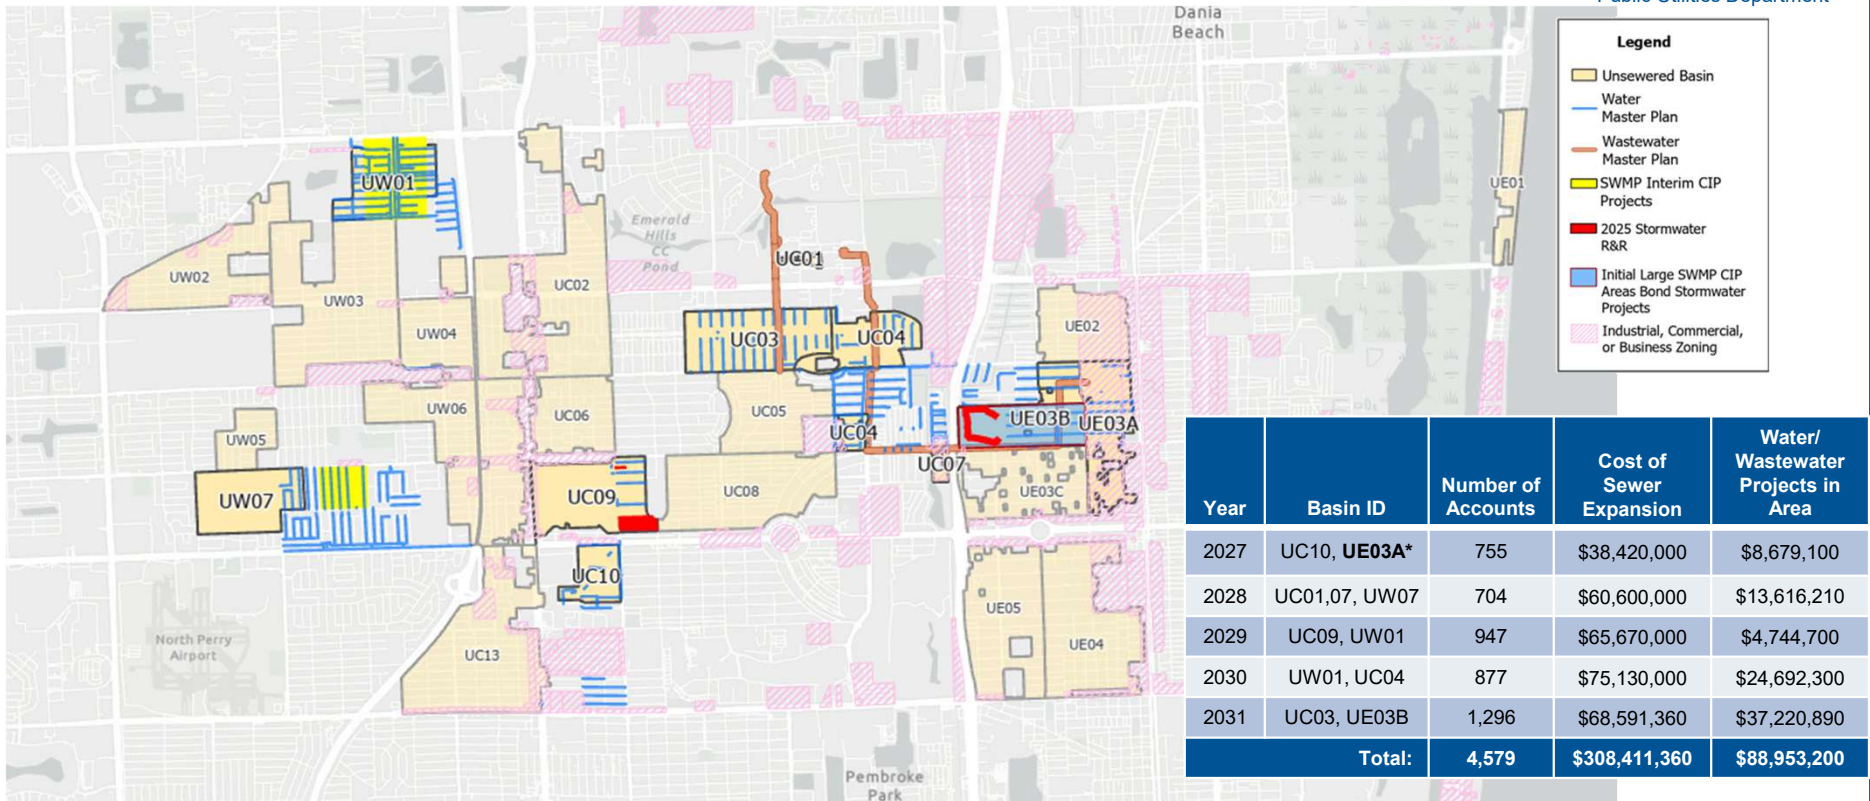 Public Utilities Department
Dania
Beach
Legend
Unsewered Basin
Water
Master Plan
Wastewater
Master Plan
SWMP Interim CIP
Projects
2025 Stormwater
R&R
Initial Large SWMP CIP
Areas Bond Stormwater
Projects
Industrial, Commercial,
or Business Zoning
UW01
UE01
Emerald
Hills
CC
Pond
UC01
UW02
UC02
UW03
UE02
UW04
UC03
UC04
UW06
UC06
UC05
UE03B
UE03A
UC04
UW05
UC07
UW07
UC09
UC08
UE03C
UC10
UE05
North Perry
Airport
UC13
UE04
Pembroke
Park
Year
Basin ID
Number of
Accounts
Cost of
Sewer
Expansion
Water/
Wastewater
Projects in
Area
2027 UC10, UE03A* 755 $38,420,000 $8,679,100
2028 UC01,07, UW07 704 $60,600,000 $13,616,210
2029 UC09, UW01 947 $65,670,000 $4,744,700
2030 UW01, UC04 877 $75,130,000 $24,692,300
2031 UC03, UE03B 1,296 $68,591,360 $37,220,890
Total: 4,579 $308,411,360 $88,953,200